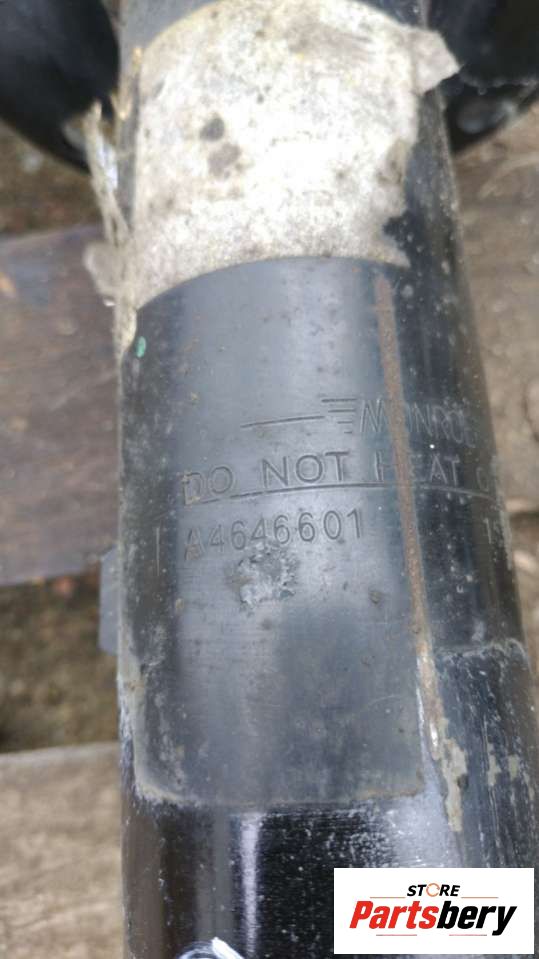 MONROE
DO NOT HEAT
A4646601
STORE
Partsbery